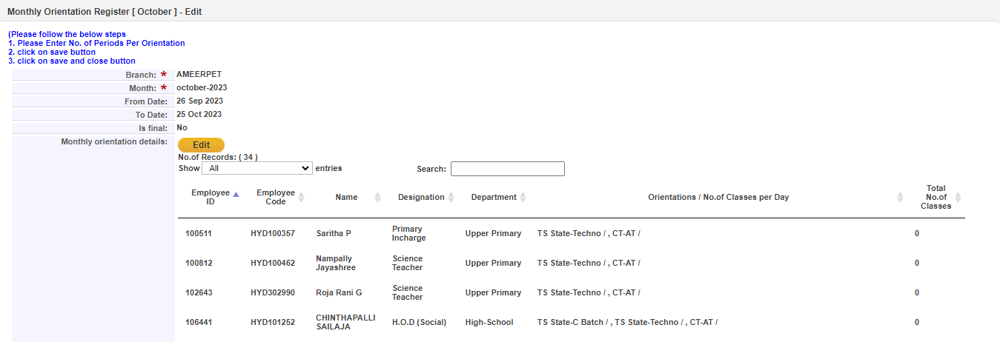 Monthly Orientation Register [ October ] - Edit
(Please follow the below steps
1. Please Enter No. of Periods Per Orientation
2. click on save button
3. click on save and close button
Branch: * AMEERPET
Month: * october-2023
From Date: 26 Sep 2023
To Date: 25 Oct 2023
Is final: No
Monthly orientation details:
Edit
No.of Records: ( 34 )
Show All entries Search:
Employee ID Employee Code Name Designation Department Orientations / No.of Classes per Day Total No.of Classes
100511 HYD100357 Saritha P Primary Incharge Upper Primary TS State-Techno / , CT-AT / 0
100812 HYD100462 Nampally Jayashree Science Teacher Upper Primary TS State-Techno / , CT-AT / 0
102643 HYD302990 Roja Rani G Science Teacher Upper Primary TS State-Techno / , CT-AT / 0
106441 HYD101252 CHINTHAPALLI SAILAJA H.O.D (Social) High-School TS State-C Batch / , TS State-Techno / , CT-AT / 0